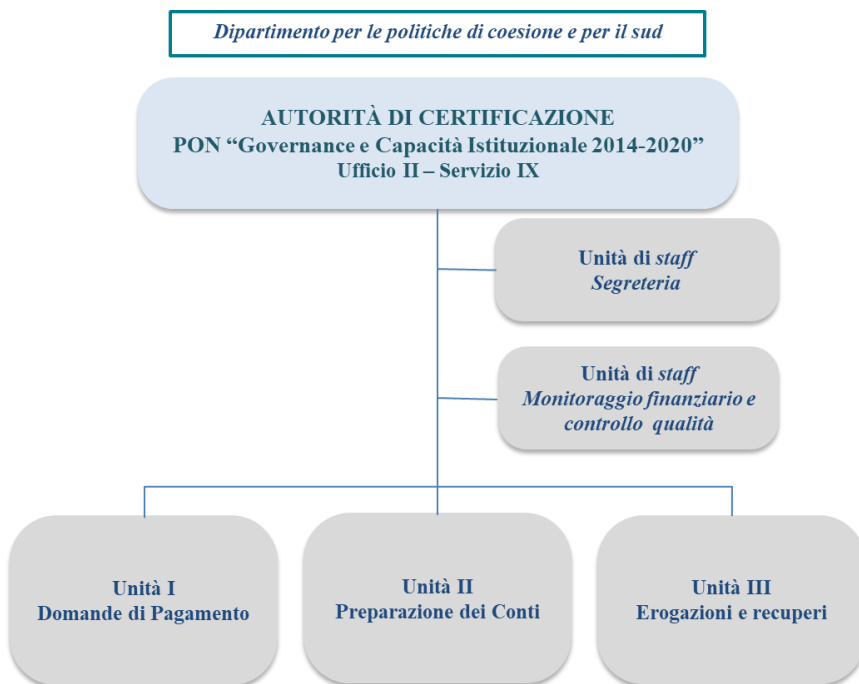 Dipartimento per le politiche di coesione e per il sud
AUTORITÀ DI CERTIFICAZIONE
PON “Governance e Capacità Istituzionale 2014-2020”
Ufficio II – Servizio IX
Unità di staff
Segreteria
Unità di staff
Monitoraggio finanziario e
controllo qualità
Unità I
Domande di Pagamento
Unità II
Preparazione dei Conti
Unità III
Erogazioni e recuperi